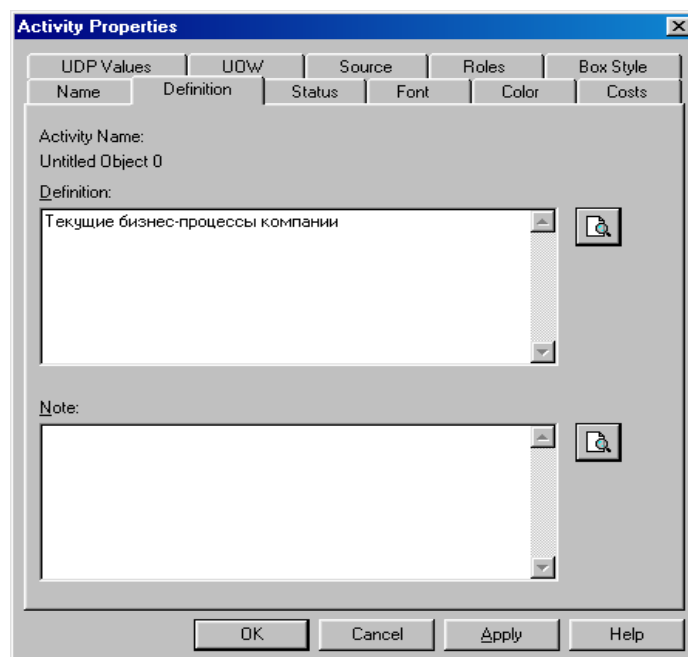 Activity Properties
UDP Values UOW Source Roles Box Style
Name Definition Status Font Color Costs
Activity Name:
Untitled Object 0
Definition:
Текущие бизнес-процессы компании
Note:
OK Cancel Apply Help